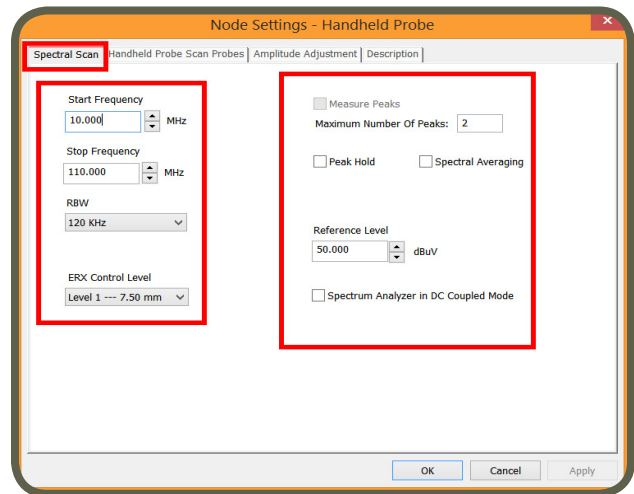 Node Settings - Handheld Probe
Spectral Scan Handheld Probe Scan Probes Amplitude Adjustment Description
Start Frequency
10.000 MHz
Stop Frequency
110.000 MHz
RBW
120 KHz
ERX Control Level
Level 1 --- 7.50 mm
Measure Peaks
Maximum Number Of Peaks: 2
Peak Hold Spectral Averaging
Reference Level
50.000 dBuV
Spectrum Analyzer in DC Coupled Mode
OK Cancel Apply